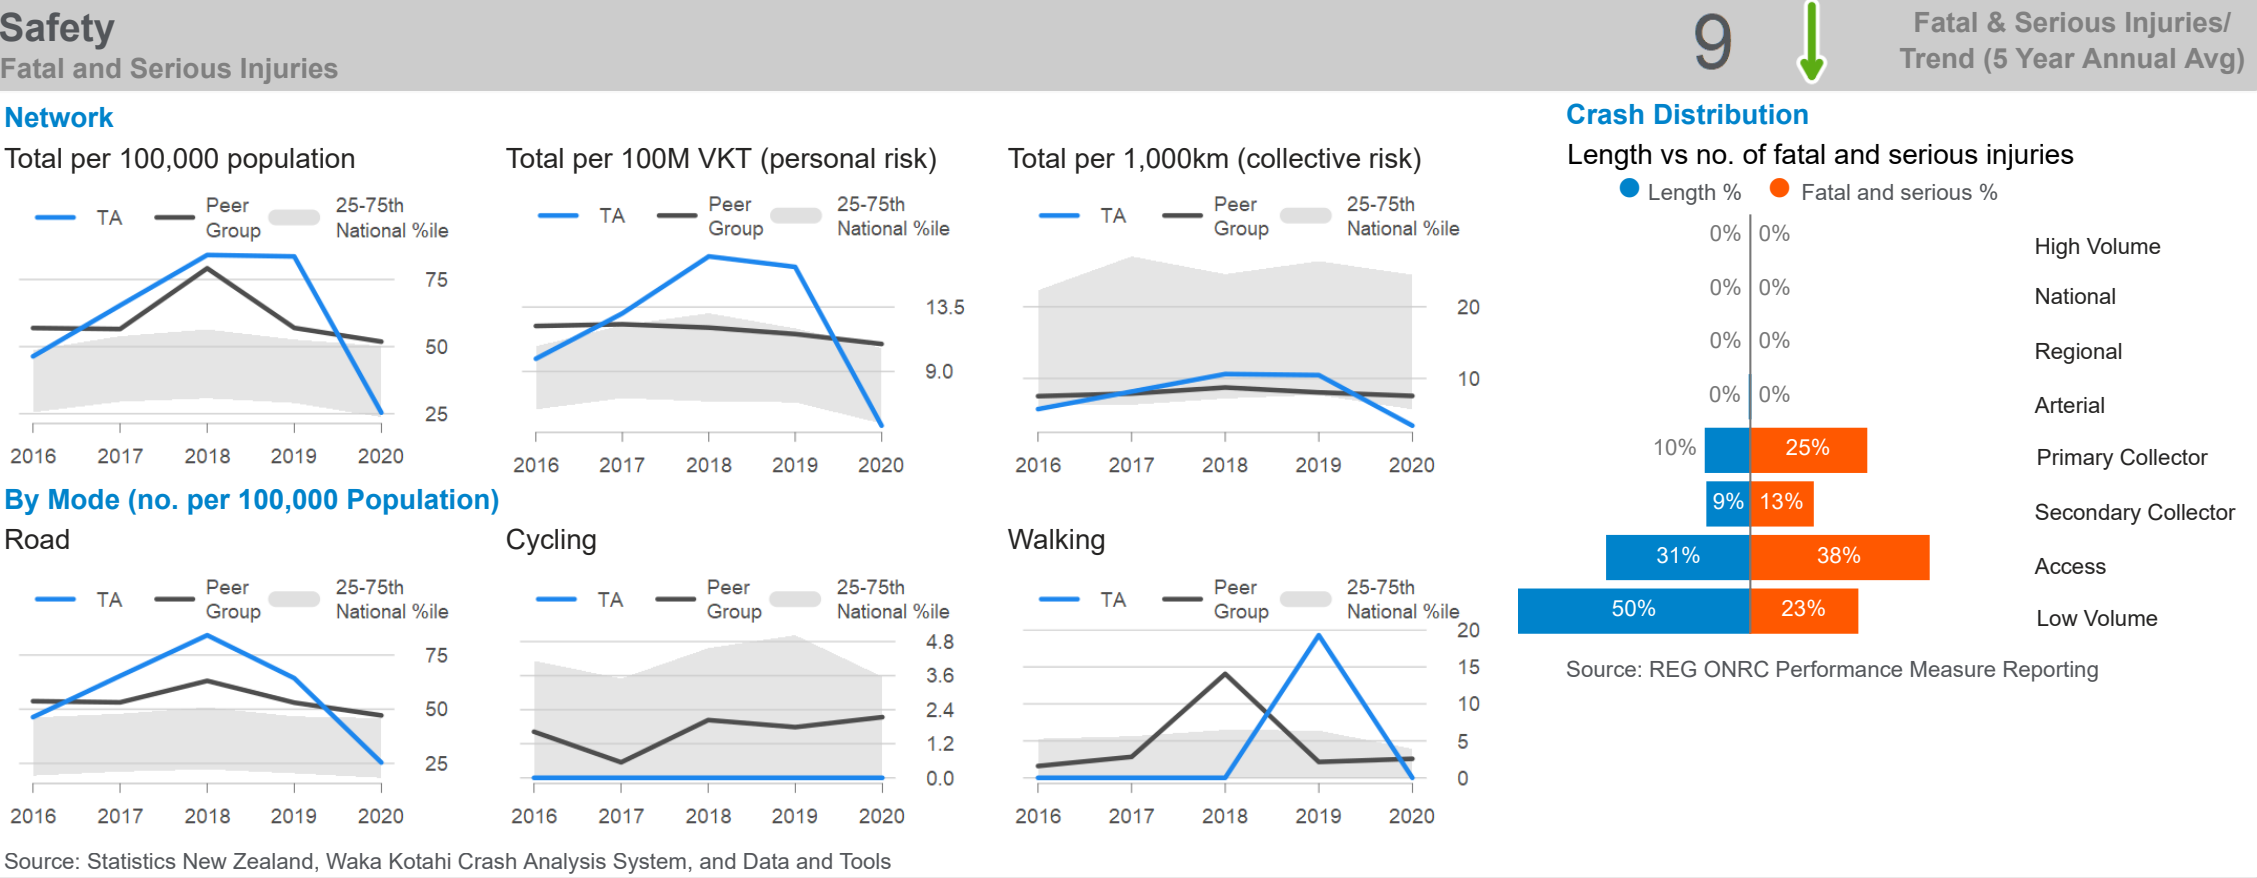 Safety
Fatal and Serious Injuries
9
Fatal & Serious Injuries/
Trend (5 Year Annual Avg)
Network
Total per 100,000 population
TA
Peer
Group
25-75th
National %ile
75
50
25
2016 2017 2018 2019 2020
Total per 100M VKT (personal risk)
TA
Peer
Group
25-75th
National %ile
13.5
9.0
2016 2017 2018 2019 2020
Total per 1,000km (collective risk)
TA
Peer
Group
25-75th
National %ile
20
10
2016 2017 2018 2019 2020
By Mode (no. per 100,000 Population)
Road
TA
Peer
Group
25-75th
National %ile
75
50
25
2016 2017 2018 2019 2020
Cycling
TA
Peer
Group
25-75th
National %ile
4.8
3.6
2.4
1.2
0.0
2016 2017 2018 2019 2020
Walking
TA
Peer
Group
25-75th
National %ile
20
15
10
5
0
2016 2017 2018 2019 2020
Source: Statistics New Zealand, Waka Kotahi Crash Analysis System, and Data and Tools
Crash Distribution
Length vs no. of fatal and serious injuries
Length % Fatal and serious %
0% 0% High Volume
0% 0% National
0% 0% Regional
0% 0% Arterial
10% 25% Primary Collector
9% 13% Secondary Collector
31% 38% Access
50% 23% Low Volume
Source: REG ONRC Performance Measure Reporting